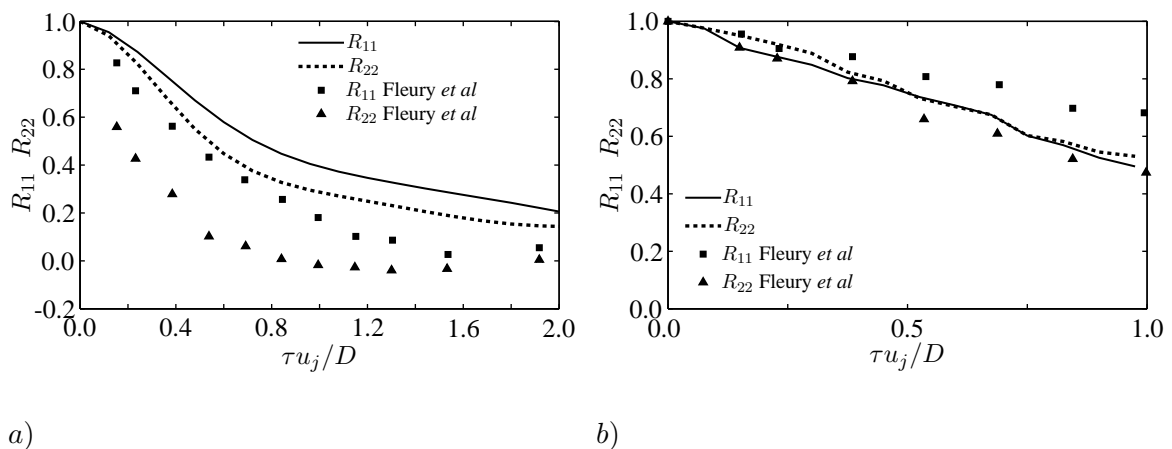 1.0
0.8
0.6
0.4
0.2
0.0
-0.2
R11 R22
R11
R22
R11 Fleury et al
R22 Fleury et al
0.0 0.4 0.8 1.2 1.6 2.0
τuj/D
a)
1.0
0.8
0.6
0.4
0.2
0.0
R11 R22
R11
R22
R11 Fleury et al
R22 Fleury et al
0.0 0.5 1.0
τuj/D
b)